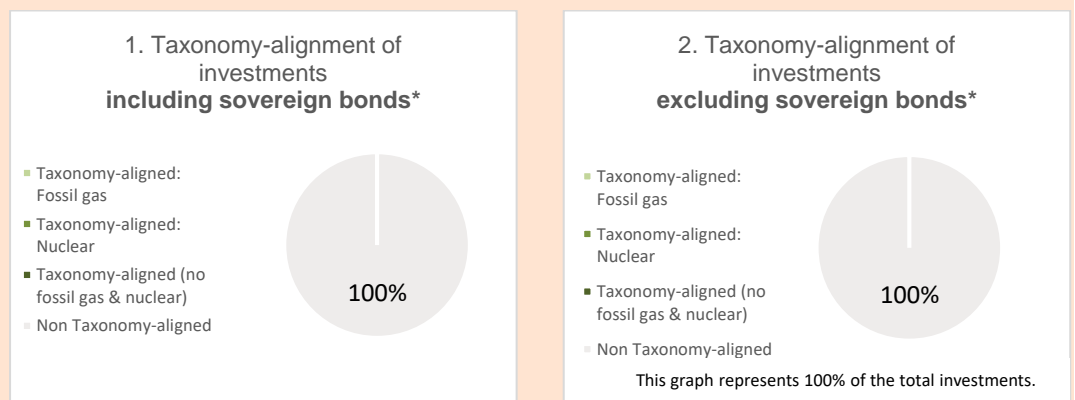 1. Taxonomy-alignment of
investments
including sovereign bonds*
Taxonomy-aligned:
Fossil gas
Taxonomy-aligned:
Nuclear
Taxonomy-aligned (no
fossil gas & nuclear)
Non Taxonomy-aligned
100%
2. Taxonomy-alignment of
investments
excluding sovereign bonds*
Taxonomy-aligned:
Fossil gas
Taxonomy-aligned:
Nuclear
Taxonomy-aligned (no
fossil gas & nuclear)
Non Taxonomy-aligned
100%
This graph represents 100% of the total investments.